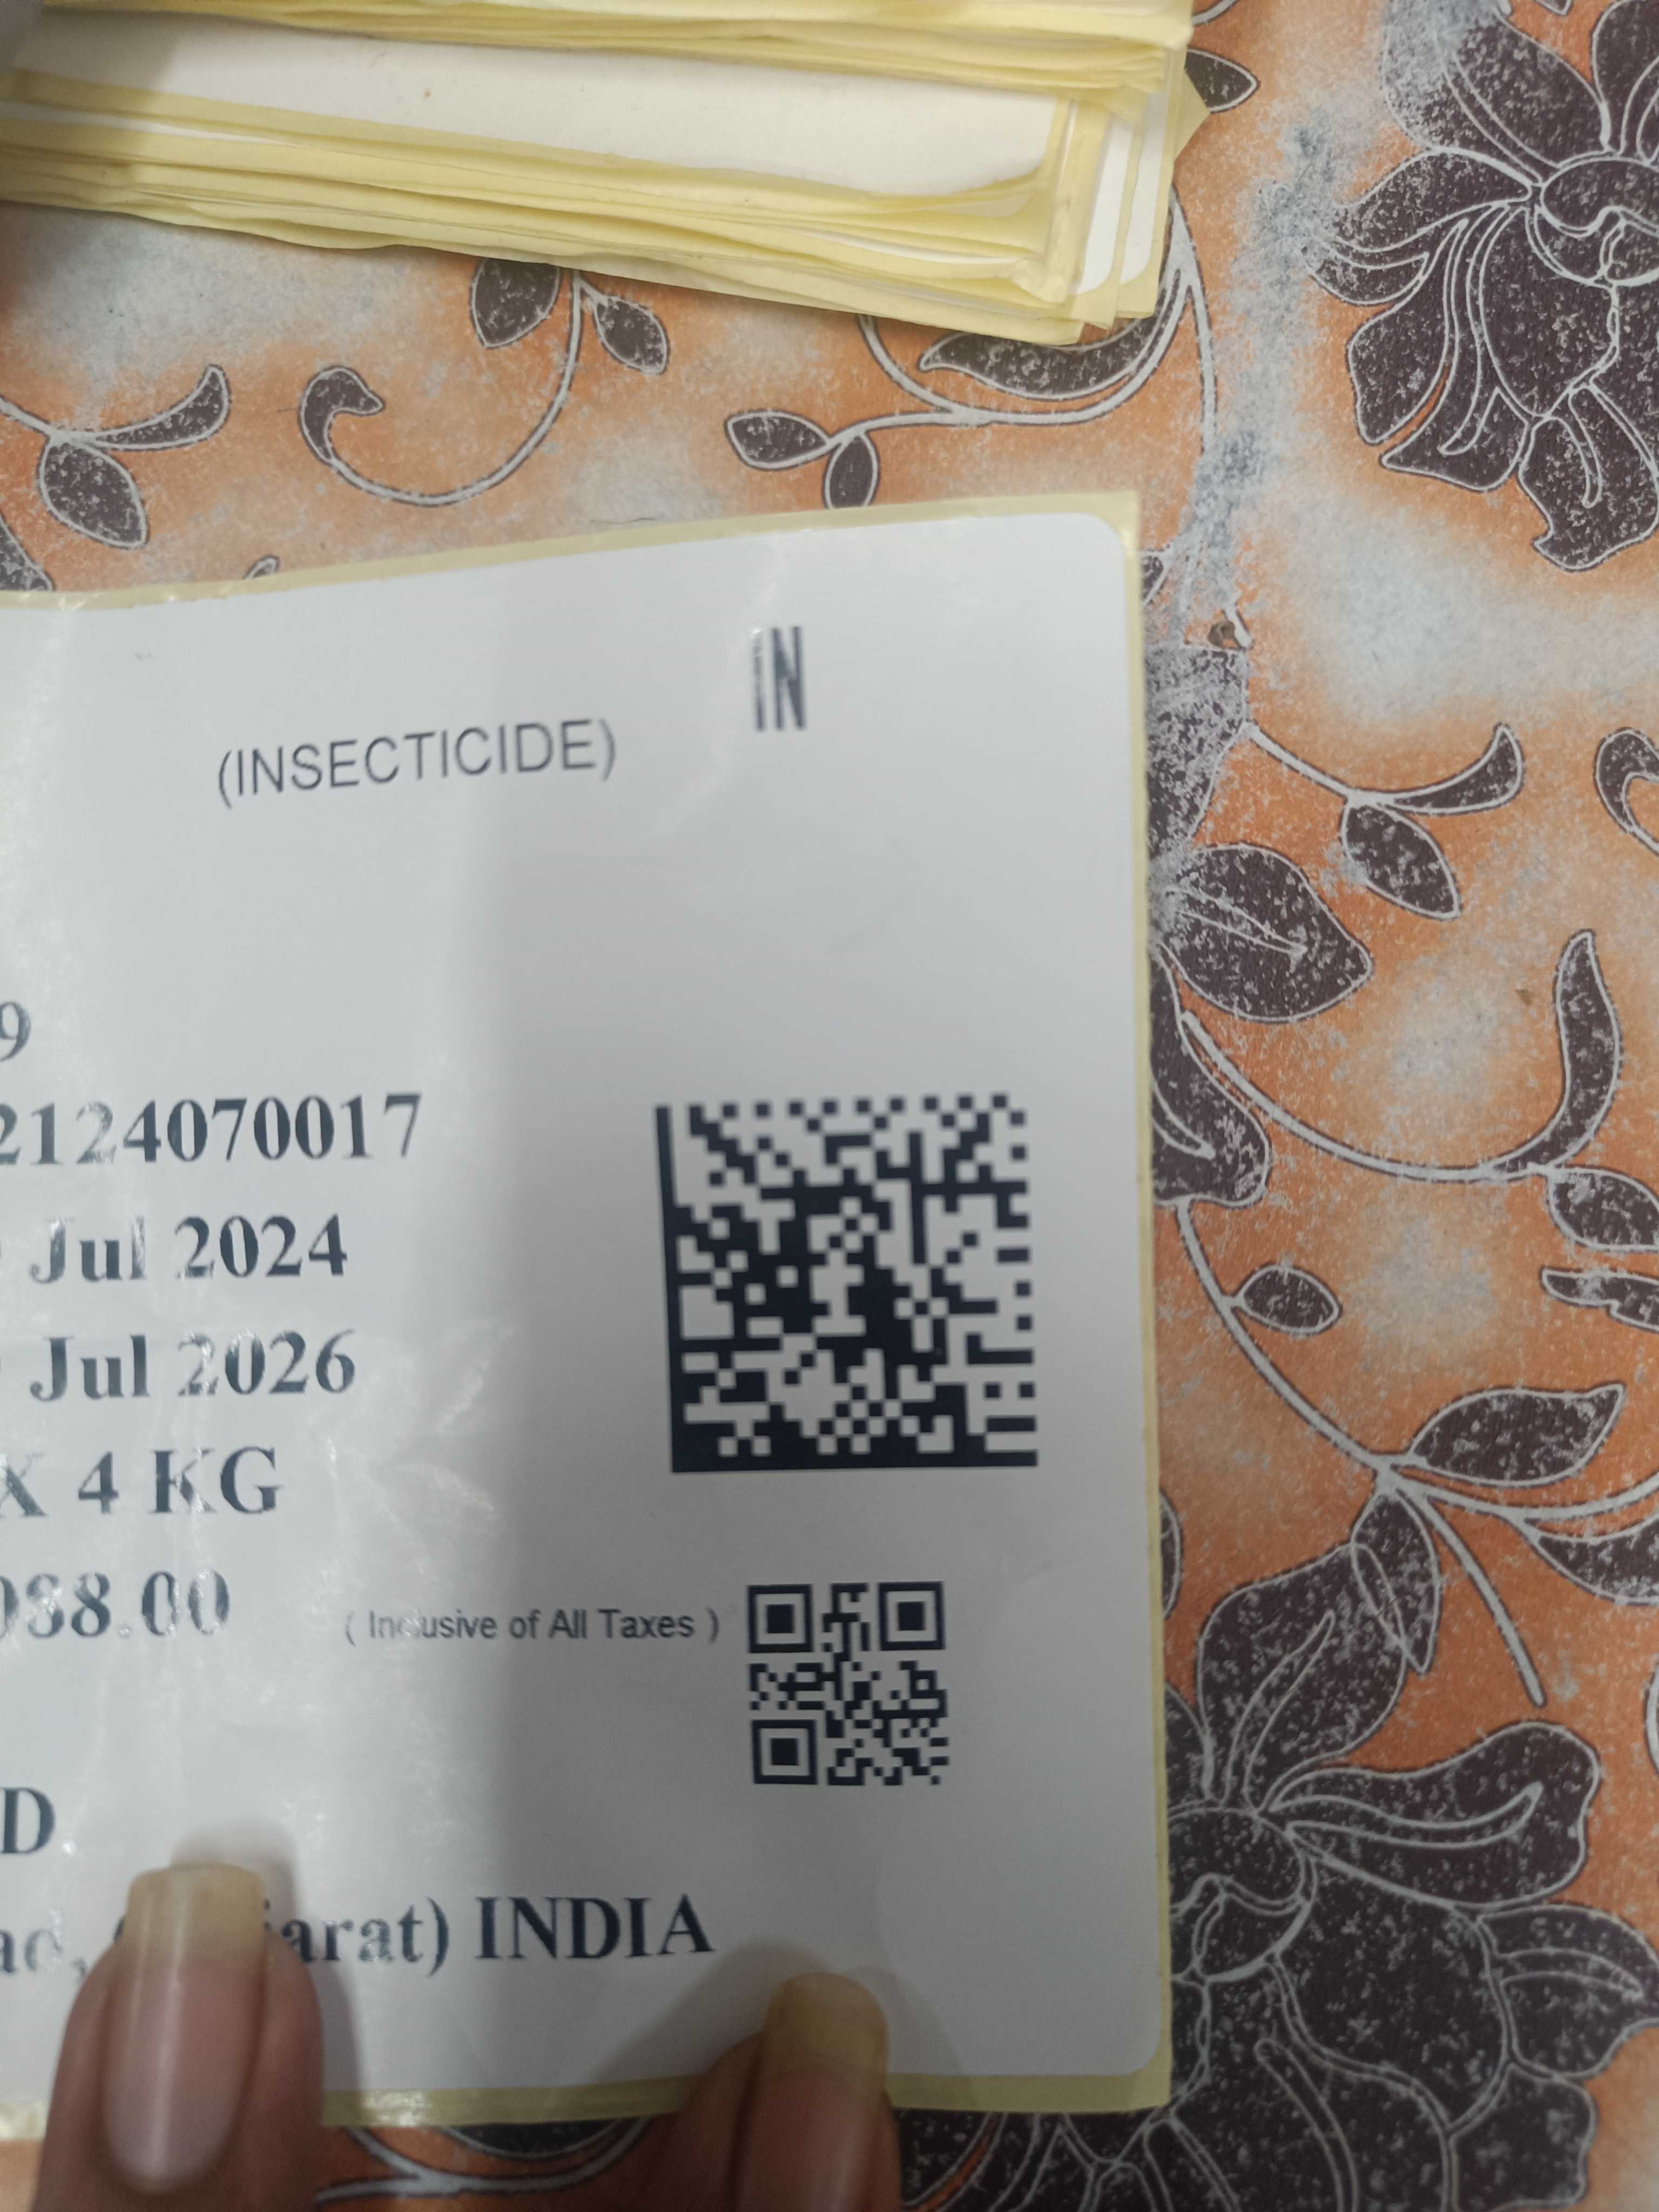 IN
(INSECTICIDE)
9
2124070017
Jul 2024
Jul 2026
X 4 KG
088.00 ( Inclusive of All Taxes )
D
arat) INDIA